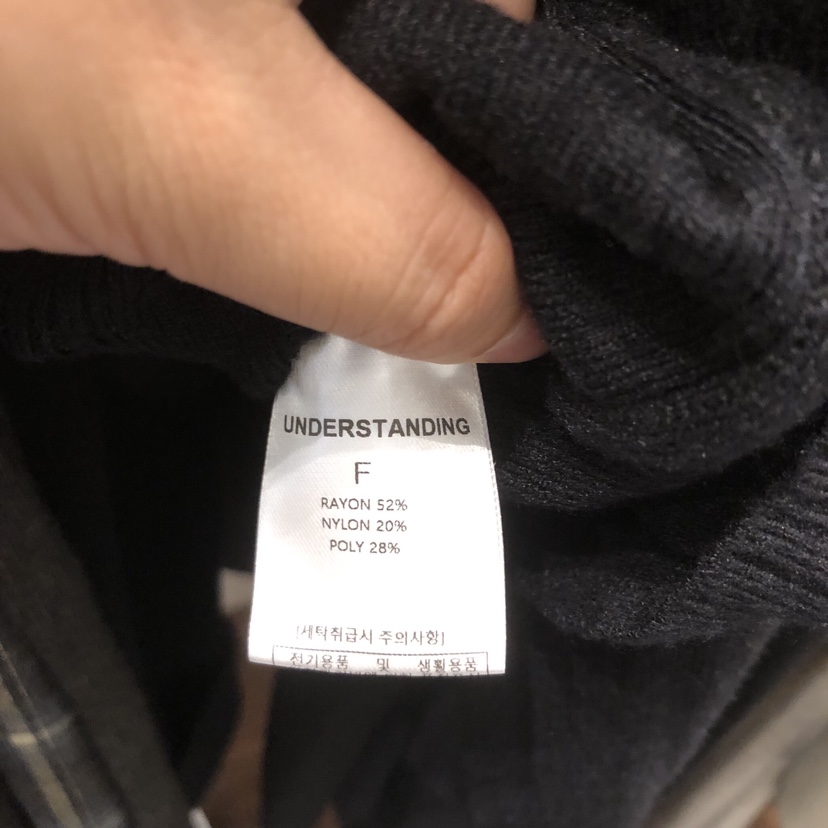 UNDERSTANDING
F
RAYON 52%
NYLON 20%
POLY 28%
[세탁취급시 주의사항]
전기용품 및 생활용품